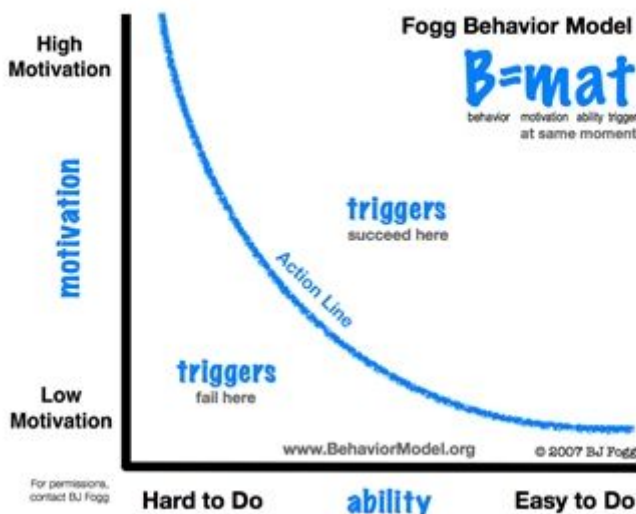 Fogg Behavior Model
B=mat
behavior motivation ability trigger
at same moment
High
Motivation
motivation
triggers
succeed here
Action Line
triggers
fail here
Low
Motivation
www.BehaviorModel.org
© 2007 BJ Fogg
For permissions,
contact BJ Fogg
Hard to Do
ability
Easy to Do